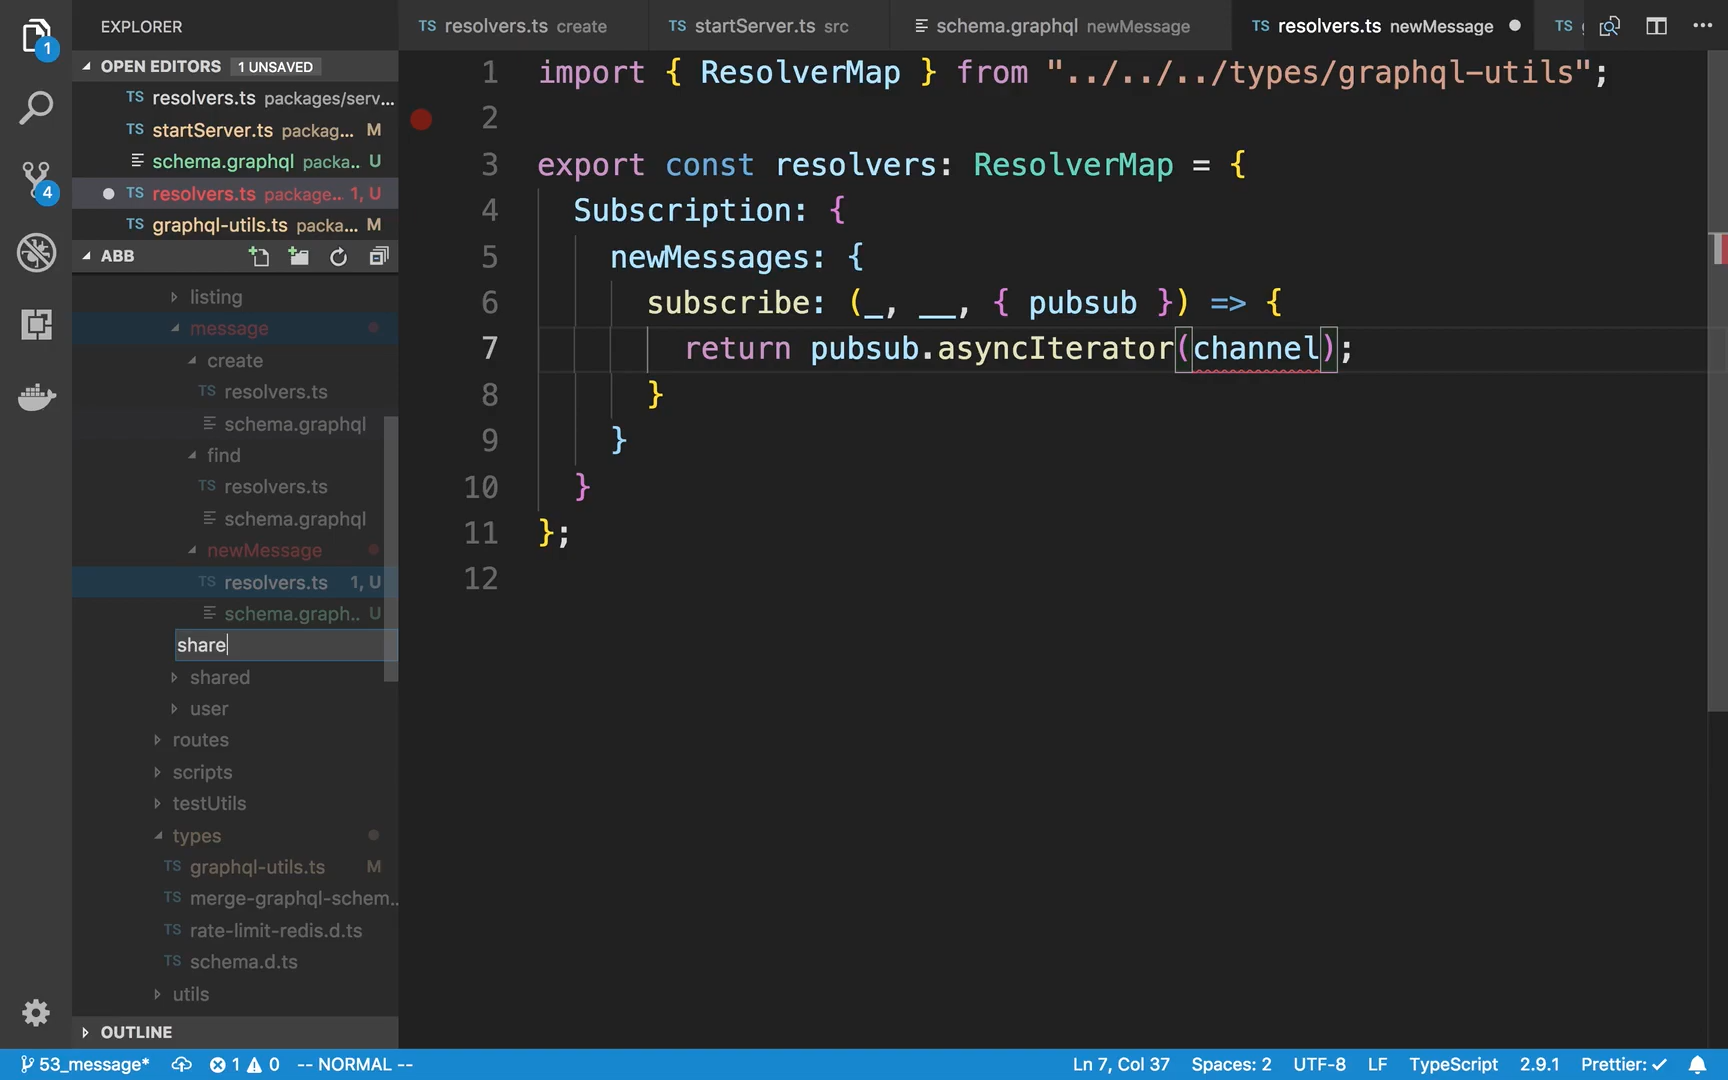 1
4
EXPLORER
OPEN EDITORS 1 UNSAVED
TS resolvers.ts packages/serv...
TS startServer.ts packag... M
schema.graphql packa.. U
TS resolvers.ts package... 1, U
TS graphql-utils.ts packa... M
ABB
listing
message
create
TS resolvers.ts
schema.graphql
find
TS resolvers.ts
schema.graphql
newMessage
TS resolvers.ts 1, U
schema.graph.. U
share
shared
user
routes
scripts
testUtils
types
TS graphql-utils.ts M
TS merge-graphql-schem...
TS rate-limit-redis.d.ts
TS schema.d.ts
utils
OUTLINE
TS resolvers.ts create
TS startServer.ts src
schema.graphql newMessage
TS resolvers.ts newMessage
TS
1 import { ResolverMap } from "../../../types/graphql-utils";
2
3 export const resolvers: ResolverMap = {
4 Subscription: {
5 newMessages: {
6 subscribe: (_, __, { pubsub }) => {
7 return pubsub.asyncIterator(channel);
8 }
9 }
10 }
11 };
12
53_message* 1 0 -- NORMAL -- Ln 7, Col 37 Spaces: 2 UTF-8 LF TypeScript 2.9.1 Prettier: ✓